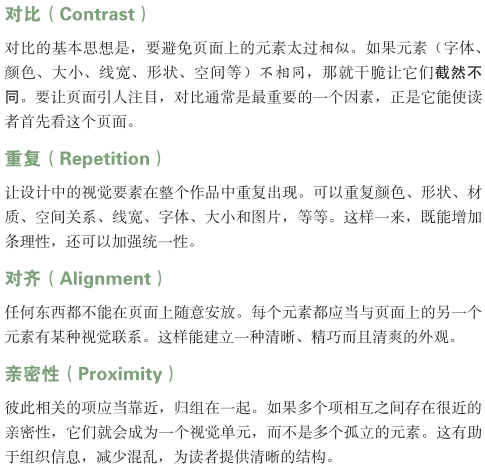 对比（Contrast）
对比的基本思想是，要避免页面上的元素太过相似。如果元素（字体、
颜色、大小、线宽、形状、空间等）不相同，那就干脆让它们截然不
同。要让页面引人注目，对比通常是最重要的一个因素，正是它能使读
者首先看这个页面。
重复（Repetition）
让设计中的视觉要素在整个作品中重复出现。可以重复颜色、形状、材
质、空间关系、线宽、字体、大小和图片，等等。这样一来，既能增加
条理性，还可以加强统一性。
对齐（Alignment）
任何东西都不能在页面上随意安放。每个元素都应当与页面上的另一个
元素有某种视觉联系。这样能建立一种清晰、精巧而且清爽的外观。
亲密性（Proximity）
彼此相关的项应当靠近，归组在一起。如果多个项相互之间存在很近的
亲密性，它们就会成为一个视觉单元，而不是多个孤立的元素。这有助
于组织信息，减少混乱，为读者提供清晰的结构。